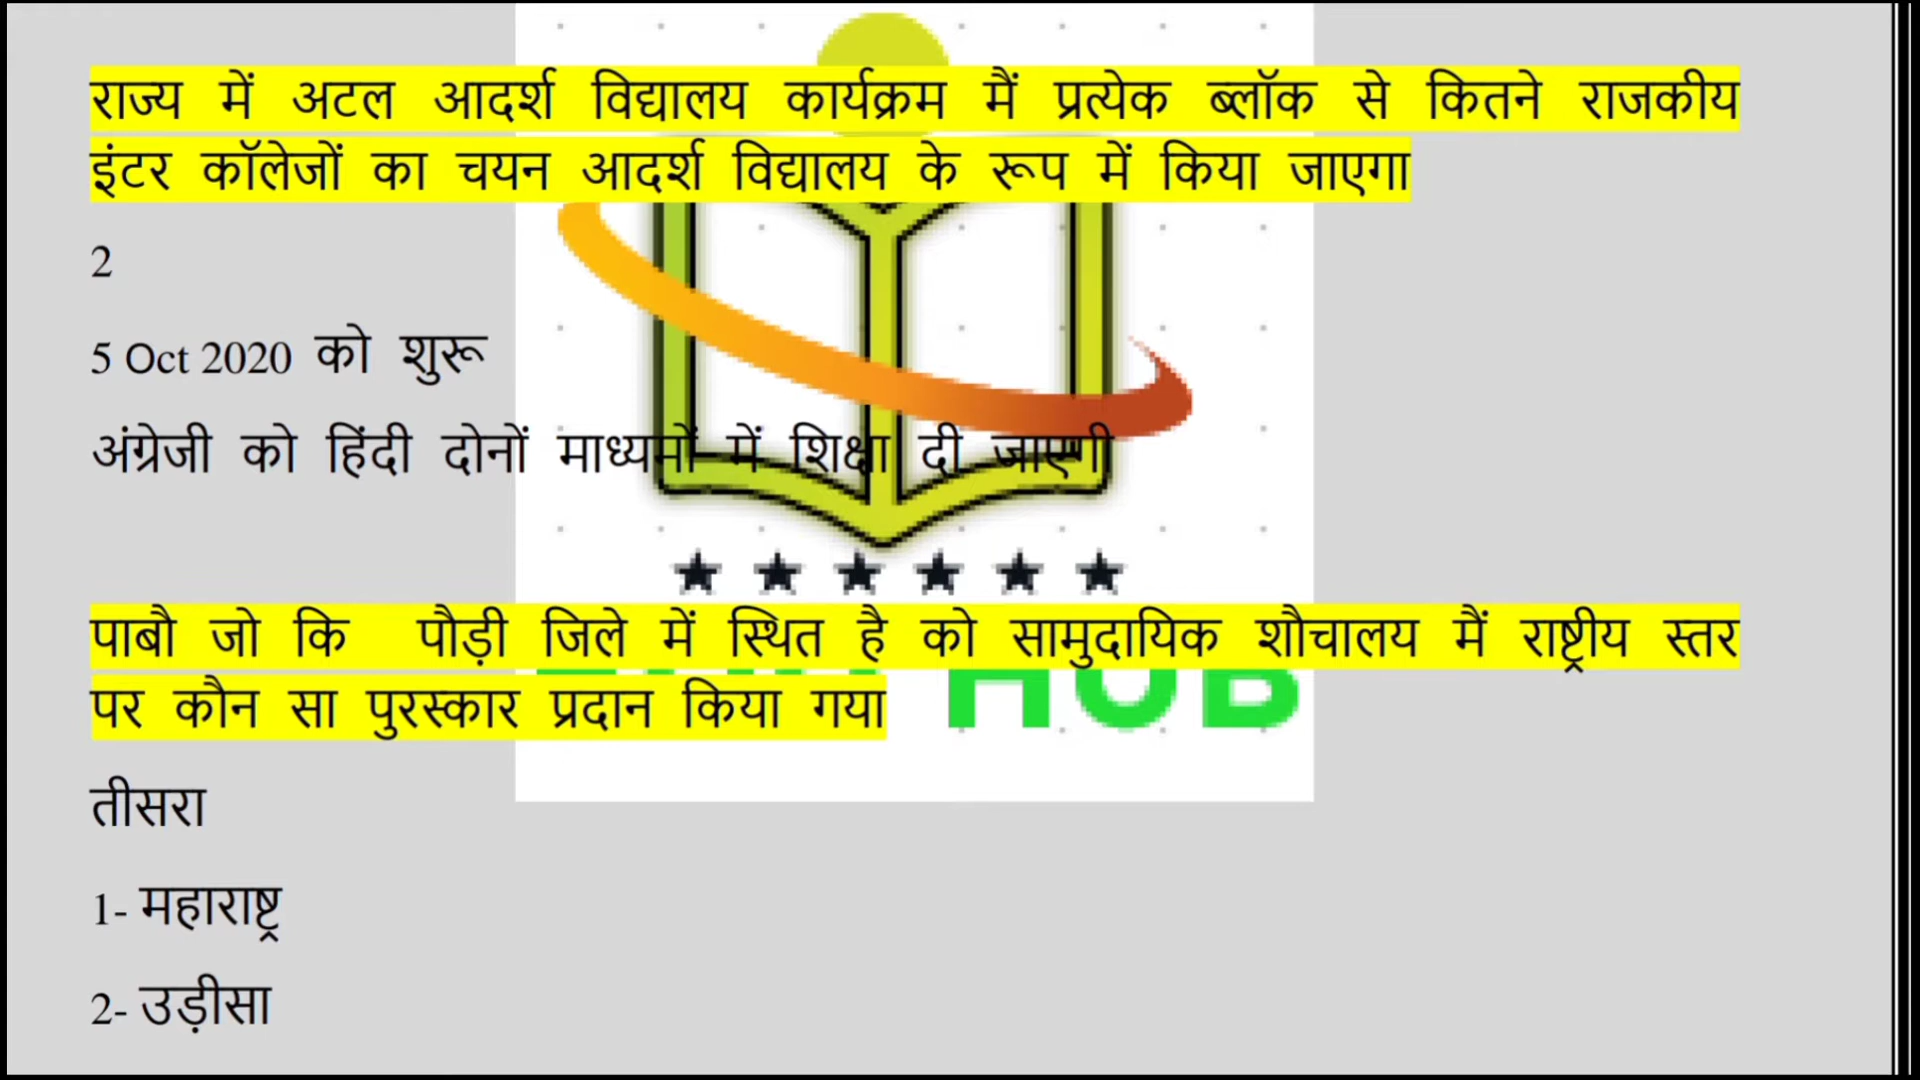 राज्य में अटल आदर्श विद्यालय कार्यक्रम मैं प्रत्येक ब्लॉक से कितने राजकीय
इंटर कॉलेजों का चयन आदर्श विद्यालय के रूप में किया जाएगा
2
5 Oct 2020 को शुरू
अंग्रेजी को हिंदी दोनों माध्यमों में शिक्षा दी जाएगी
पाबौ जो कि पौड़ी जिले में स्थित है को सामुदायिक शौचालय मैं राष्ट्रीय स्तर
पर कौन सा पुरस्कार प्रदान किया गया
HUB
तीसरा
1- महाराष्ट्र
2- उड़ीसा